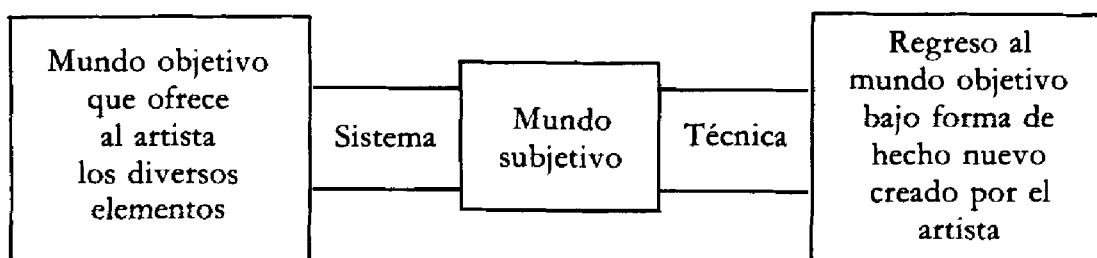 Mundo objetivo
que ofrece
al artista
los diversos
elementos
Sistema
Mundo
subjetivo
Técnica
Regreso al
mundo objetivo
bajo forma de
hecho nuevo
creado por el
artista